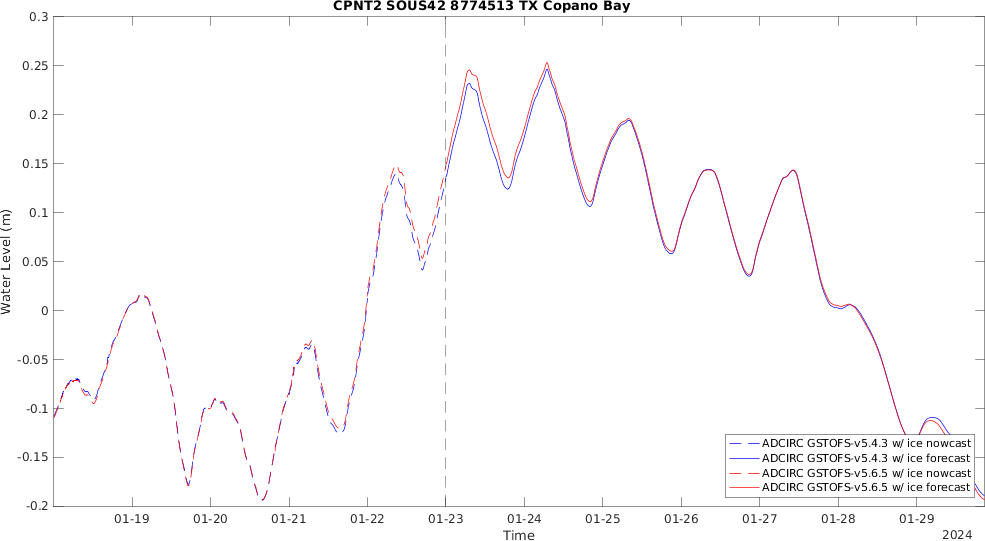 CPNT2 SOUS42 8774513 TX Copano Bay
0.3
0.25
0.2
0.15
0.1
0.05
0
-0.05
-0.1
-0.15
-0.2
Water Level (m)
ADCIRC GSTOFS-v5.4.3 w/ ice nowcast
ADCIRC GSTOFS-v5.4.3 w/ ice forecast
ADCIRC GSTOFS-v5.6.5 w/ ice nowcast
ADCIRC GSTOFS-v5.6.5 w/ ice forecast
01-19 01-20 01-21 01-22 01-23 01-24 01-25 01-26 01-27 01-28 01-29
Time
2024